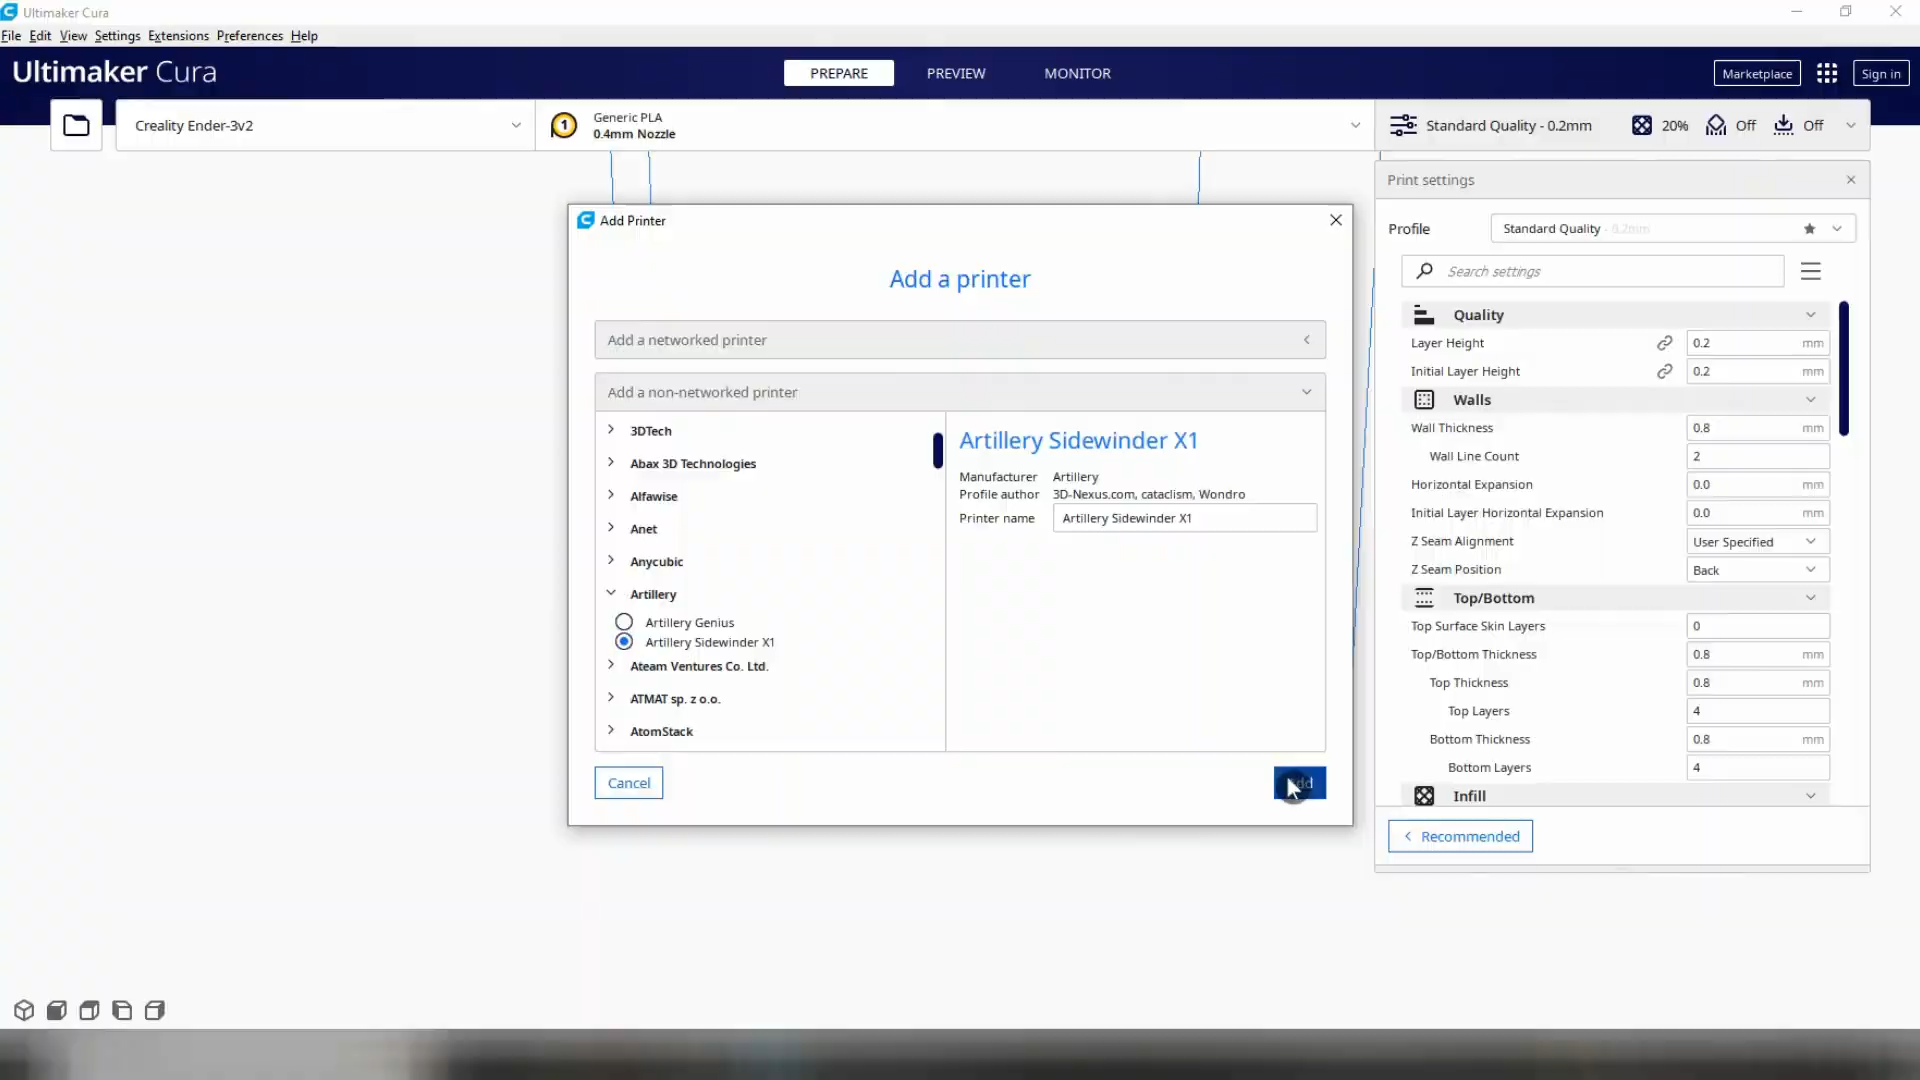 Ultimaker Cura
File Edit View Settings Extensions Preferences Help
Ultimaker Cura
PREPARE PREVIEW MONITOR
Marketplace Sign in
Creality Ender-3v2
1
Generic PLA
0.4mm Nozzle
Standard Quality - 0.2mm 20% Off Off
Add Printer
Add a printer
Add a networked printer
Add a non-networked printer
3DTech
Abax 3D Technologies
Alfawise
Anet
Anycubic
Artillery
Artillery Genius
Artillery Sidewinder X1
Ateam Ventures Co. Ltd.
ATMAT sp. z o.o.
AtomStack
Artillery Sidewinder X1
Manufacturer Artillery
Profile author 3D-Nexus.com, cataclism, Wondro
Printer name Artillery Sidewinder X1
Cancel
Print settings
Profile Standard Quality - 0.2mm
Search settings
Quality
Layer Height 0.2 mm
Initial Layer Height 0.2 mm
Walls
Wall Thickness 0.8 mm
Wall Line Count 2
Horizontal Expansion 0.0 mm
Initial Layer Horizontal Expansion 0.0 mm
Z Seam Alignment User Specified
Z Seam Position Back
Top/Bottom
Top Surface Skin Layers 0
Top/Bottom Thickness 0.8 mm
Top Thickness 0.8 mm
Top Layers 4
Bottom Thickness 0.8 mm
Bottom Layers 4
Infill
Recommended